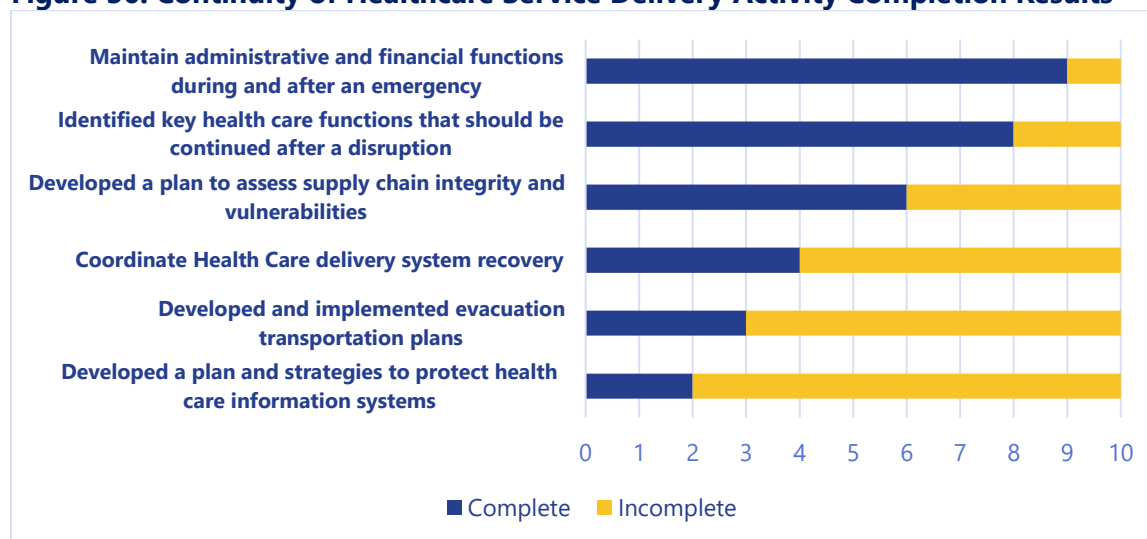 Maintain administrative and financial functions
during and after an emergency
Identified key health care functions that should be
continued after a disruption
Developed a plan to assess supply chain integrity and
vulnerabilities
Coordinate Health Care delivery system recovery
Developed and implemented evacuation
transportation plans
Developed a plan and strategies to protect health
care information systems
0 1 2 3 4 5 6 7 8 9 10
Complete Incomplete